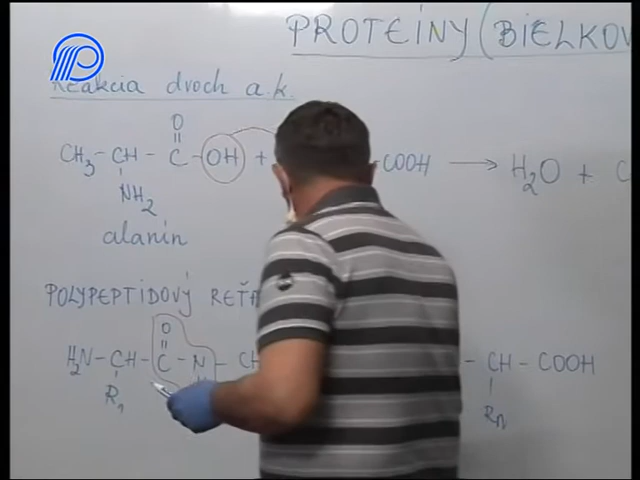 PROTEÍNY (BIELKOV
Reakcia dvoch a.k.
O
CH3 - CH - C - OH + COOH → H2O + C
NH2
alanín
POLYPEPTIDOVÝ REŤA
O
H2N - CH - C - N - CH - CH - COOH
R1 H Rn